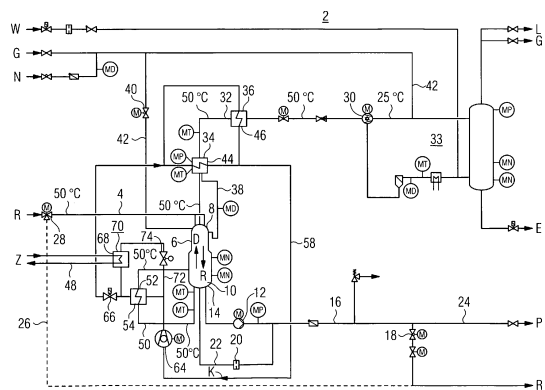 W
2
L
G
G
N
MD
40
M
42
50 °C
32
36
M
50 °C
30
M
25 °C
42
MP
MT
34
46
33
MP
MT
44
MT
MD
M
MN
MN
38
50 °C
MD
58
R
M
28
50 °C
4
8
E
70
74
6
D
Z
68
48
50°C
R
MN
MN
10
52
72
MT
MT
14
12
M
MP
16
24
P
66
54
50
50°C
64
M
22
20
18
M
M
26
K
R